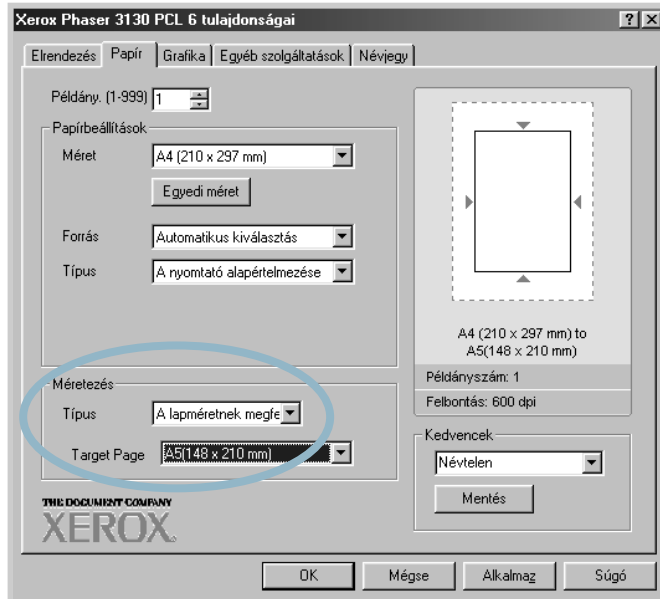 Xerox Phaser 3130 PCL 6 tulajdonságai
Elrendezés Papír Grafika Egyéb szolgáltatások Névjegy
Példány. (1-999) 1
Papírbeállítások
Méret A4 (210 x 297 mm)
Egyedi méret
Forrás Automatikus kiválasztás
Típus A nyomtató alapértelmezése
Méretezés
Típus A lapméretnek megfe
Target Page A5(148 x 210 mm)
THE DOCUMENT COMPANY
XEROX
A4 (210 x 297 mm) to
A5(148 x 210 mm)
Példányszám: 1
Felbontás: 600 dpi
Kedvencek
Névtelen
Mentés
OK Mégse Alkalmaz Súgó